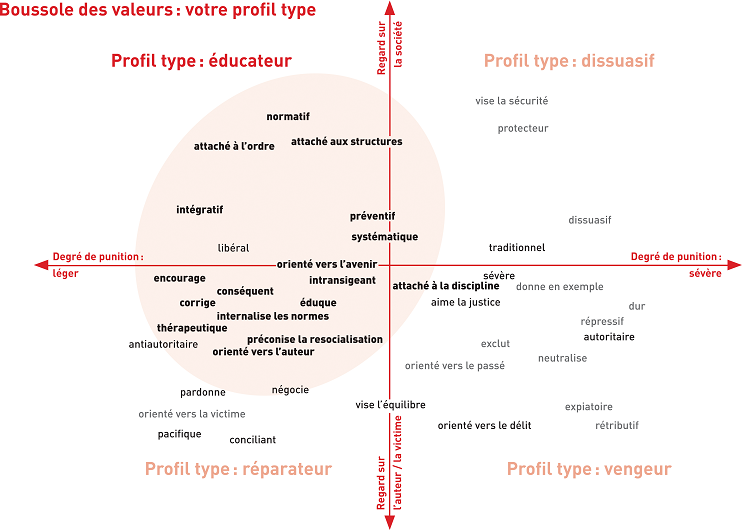 Boussole des valeurs : votre profil type
Regard sur
la société
Profil type : éducateur
Profil type : dissuasif
vise la sécurité
normatif
protecteur
attaché à l’ordre
attaché aux structures
intégratif
préventif
dissuasif
systématique
libéral
traditionnel
Degré de punition :
léger
orienté vers l’avenir
Degré de punition :
sévère
encourage
intransigeant
sévère
attaché à la discipline
donne en exemple
conséquent
corrige
éduque
aime la justice
dur
internalise les normes
répressif
thérapeutique
autoritaire
antiautoritaire
préconise la resocialisation
exclut
orienté vers l’auteur
neutralise
orienté vers le passé
pardonne
négocie
vise l’équilibre
expiatoire
orienté vers la victime
orienté vers le délit
rétributif
pacifique
conciliant
Profil type : réparateur
Profil type : vengeur
Regard sur
l’auteur / la victime